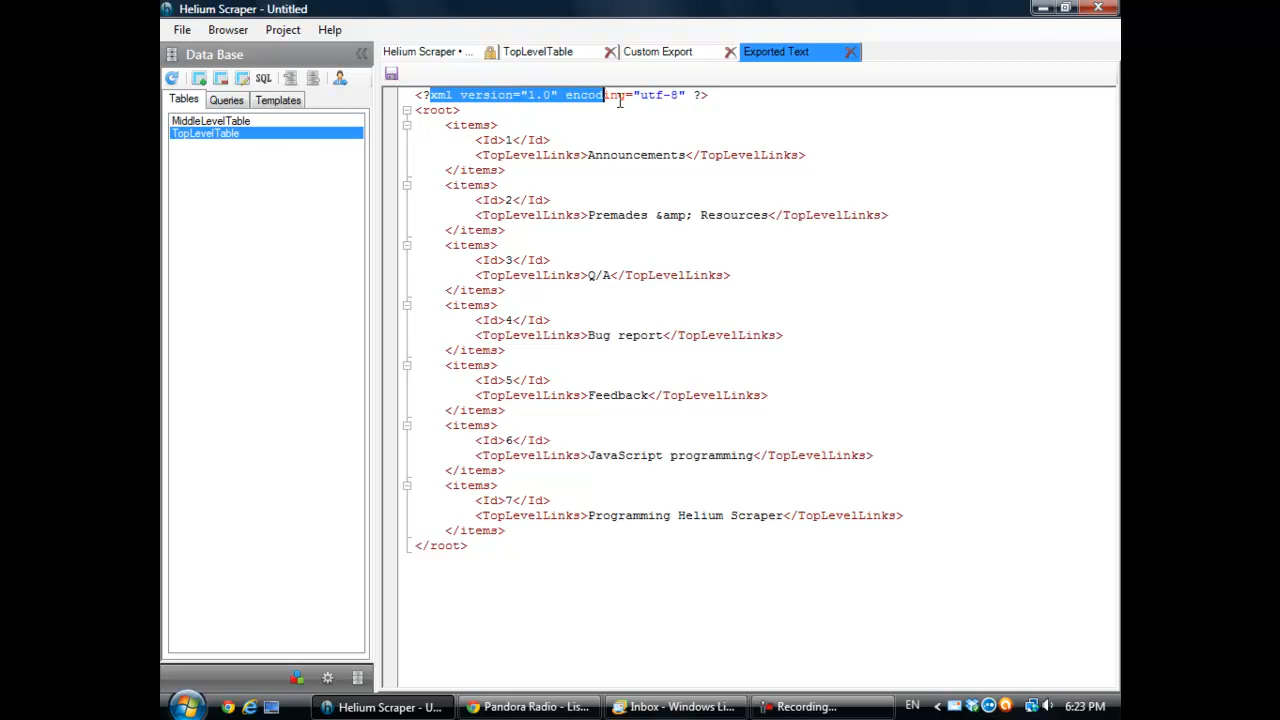 Helium Scraper - Untitled
File Browser Project Help
Data Base
SQL
Tables Queries Templates
MiddleLevelTable
TopLevelTable
Helium Scraper • ... TopLevelTable Custom Export Exported Text
<?xml version="1.0" encoding="utf-8" ?>
<root>
<items>
<Id>1</Id>
<TopLevelLinks>Announcements</TopLevelLinks>
</items>
<items>
<Id>2</Id>
<TopLevelLinks>Premades &amp; Resources</TopLevelLinks>
</items>
<items>
<Id>3</Id>
<TopLevelLinks>Q/A</TopLevelLinks>
</items>
<items>
<Id>4</Id>
<TopLevelLinks>Bug report</TopLevelLinks>
</items>
<items>
<Id>5</Id>
<TopLevelLinks>Feedback</TopLevelLinks>
</items>
<items>
<Id>6</Id>
<TopLevelLinks>JavaScript programming</TopLevelLinks>
</items>
<items>
<Id>7</Id>
<TopLevelLinks>Programming Helium Scraper</TopLevelLinks>
</items>
</root>
Helium Scraper - U... Pandora Radio - Lis... Inbox - Windows Li... Recording... EN 6:23 PM